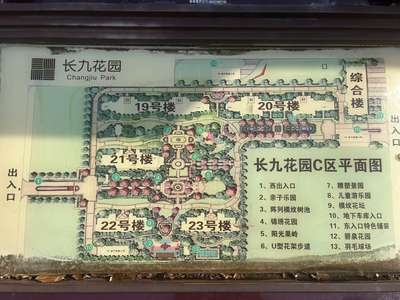 长九花园
Changjiu Park
综合楼
19号楼
20号楼
21号楼
22号楼
23号楼
出入口
出入口
长九花园C区平面图
1、西出入口
2、亲子乐园
3、阵列模纹树池
4、锦绣花园
5、阳光果岭
6、U型花架步道
7、雕塑景园
8、儿童游乐园
9、模纹花坛
10、地下车库入口
11、东入口特色铺装
12、碧泉花园
13、羽毛球场